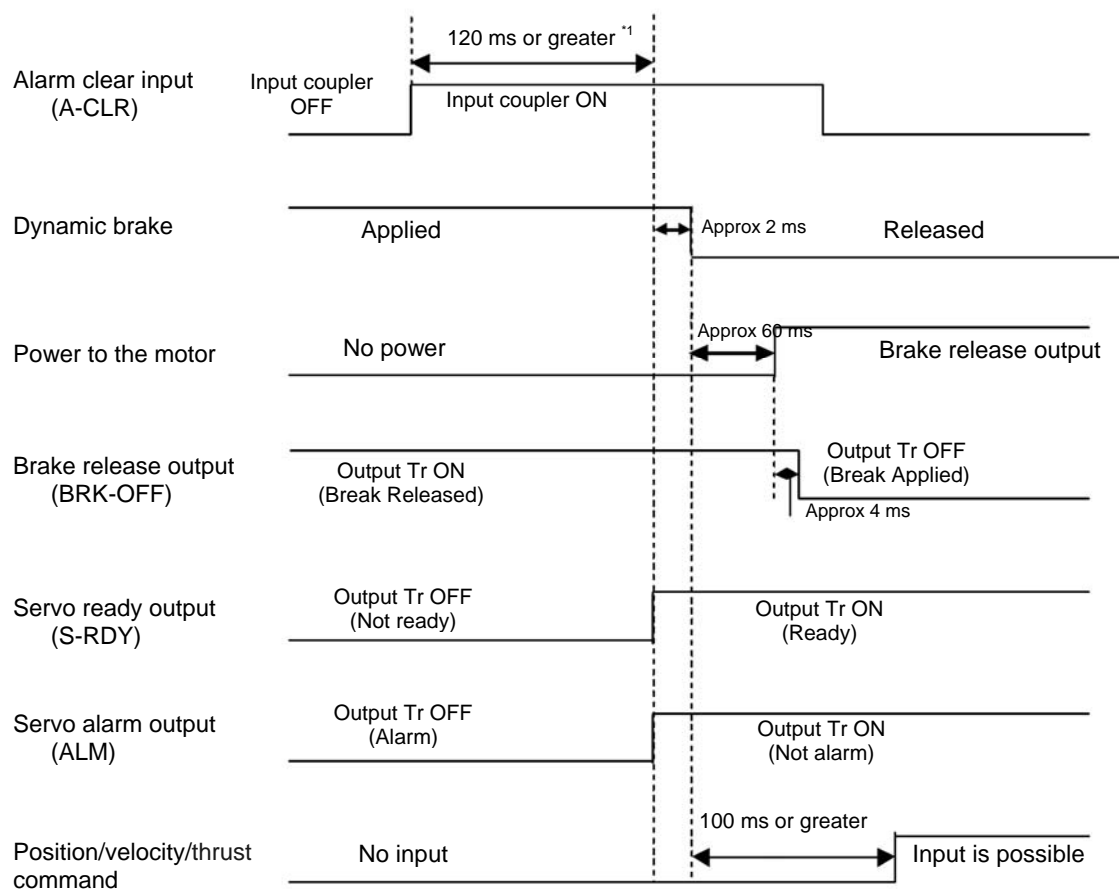 120 ms or greater *1
Alarm clear input
(A-CLR)
Input coupler
OFF
Input coupler ON
Dynamic brake
Applied
Approx 2 ms
Released
Power to the motor
No power
Approx 60 ms
Brake release output
Brake release output
(BRK-OFF)
Output Tr ON
(Break Released)
Output Tr OFF
(Break Applied)
Approx 4 ms
Servo ready output
(S-RDY)
Output Tr OFF
(Not ready)
Output Tr ON
(Ready)
Servo alarm output
(ALM)
Output Tr OFF
(Alarm)
Output Tr ON
(Not alarm)
100 ms or greater
Position/velocity/thrust
command
No input
Input is possible